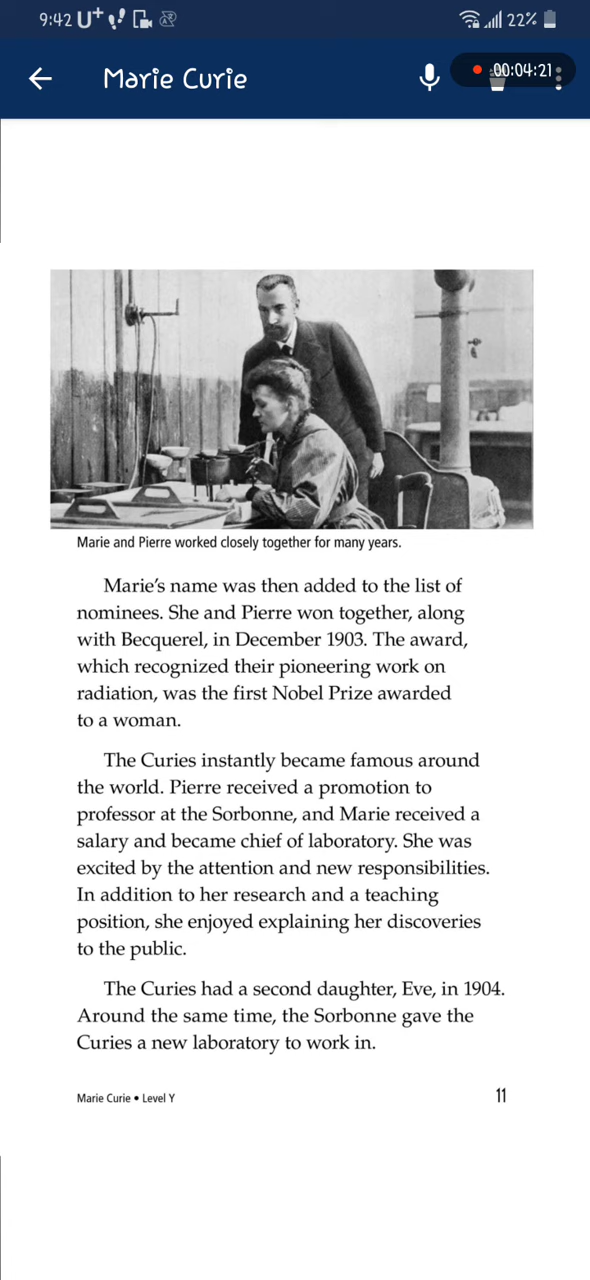 9:42 U+ 22%
Marie Curie 00:04:21
Marie and Pierre worked closely together for many years.
Marie's name was then added to the list of
nominees. She and Pierre won together, along
with Becquerel, in December 1903. The award,
which recognized their pioneering work on
radiation, was the first Nobel Prize awarded
to a woman.
The Curies instantly became famous around
the world. Pierre received a promotion to
professor at the Sorbonne, and Marie received a
salary and became chief of laboratory. She was
excited by the attention and new responsibilities.
In addition to her research and a teaching
position, she enjoyed explaining her discoveries
to the public.
The Curies had a second daughter, Eve, in 1904.
Around the same time, the Sorbonne gave the
Curies a new laboratory to work in.
Marie Curie • Level Y 11